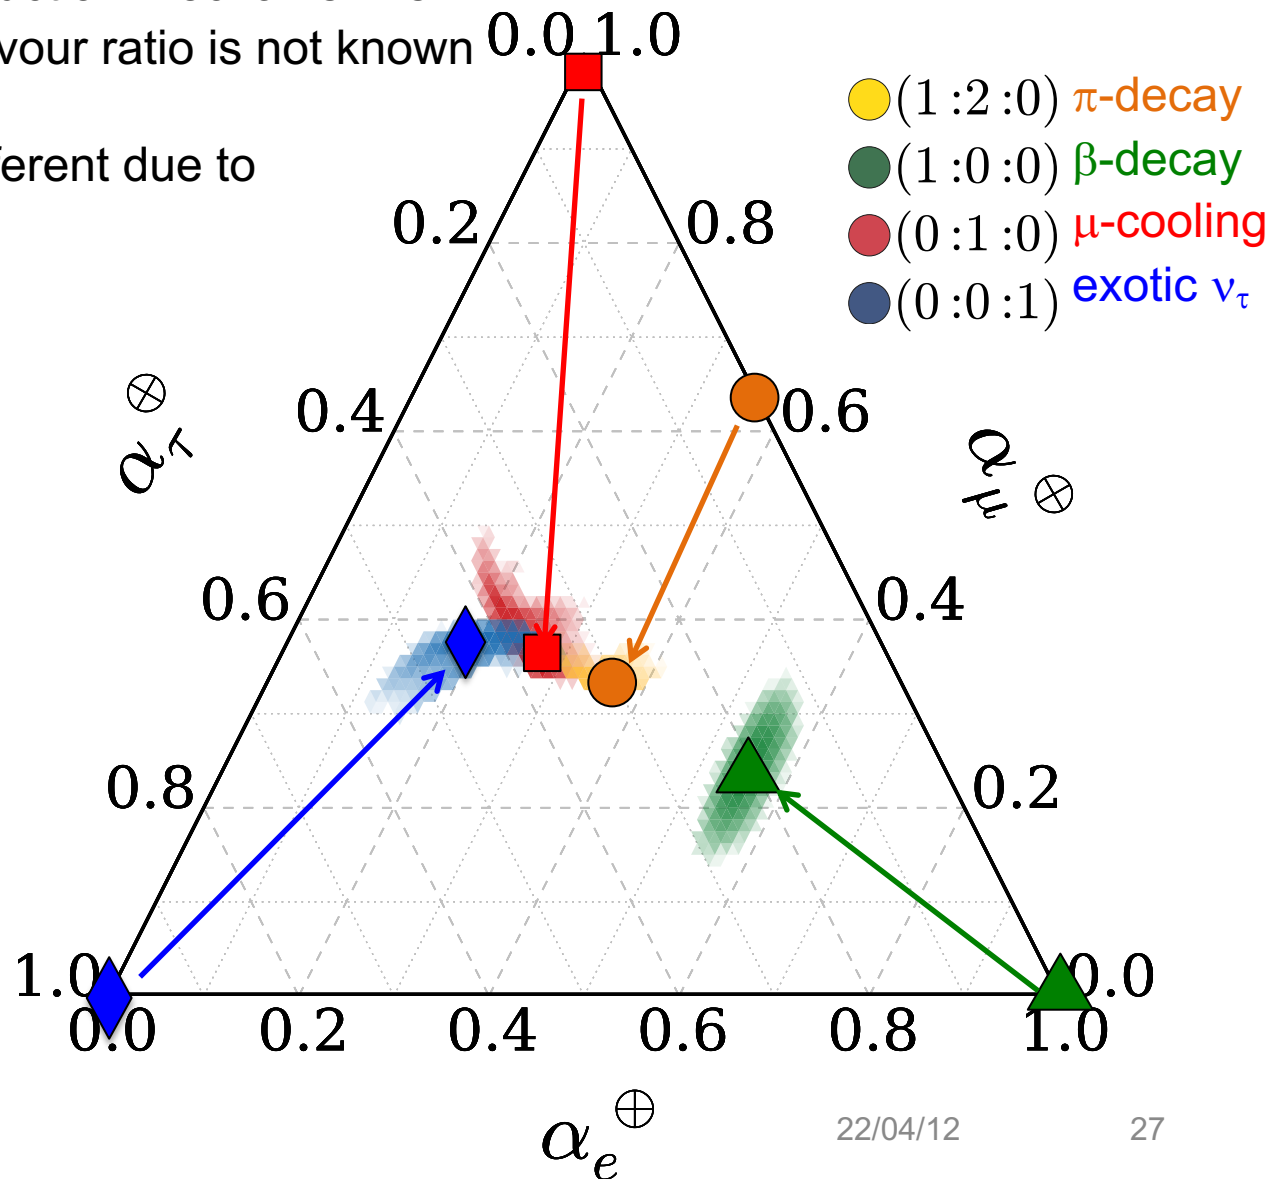 vour ratio is not known
ferent due to
0.0 1.0
(1:2:0) π-decay
(1:0:0) β-decay
(0:1:0) μ-cooling
(0:0:1) exotic ντ
0.2 0.8
0.4 0.6
0.6 0.4
0.8 0.2
1.0 0.0
0.0 0.2 0.4 0.6 0.8 1.0
ατ⊕
αμ⊕
αe⊕
22/04/12 27